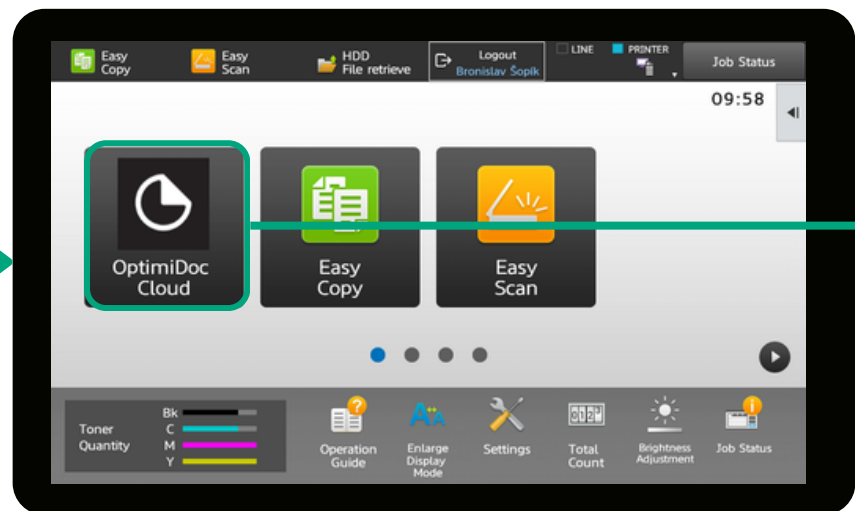 Easy
Copy
Easy
Scan
HDD
File retrieve
Logout
Bronislav Šopík
LINE
PRINTER
Job Status
09:58
OptimiDoc
Cloud
Easy
Copy
Easy
Scan
Toner
Quantity
Bk
C
M
Y
Operation
Guide
Enlarge
Display
Mode
Settings
Total
Count
Brightness
Adjustment
Job Status